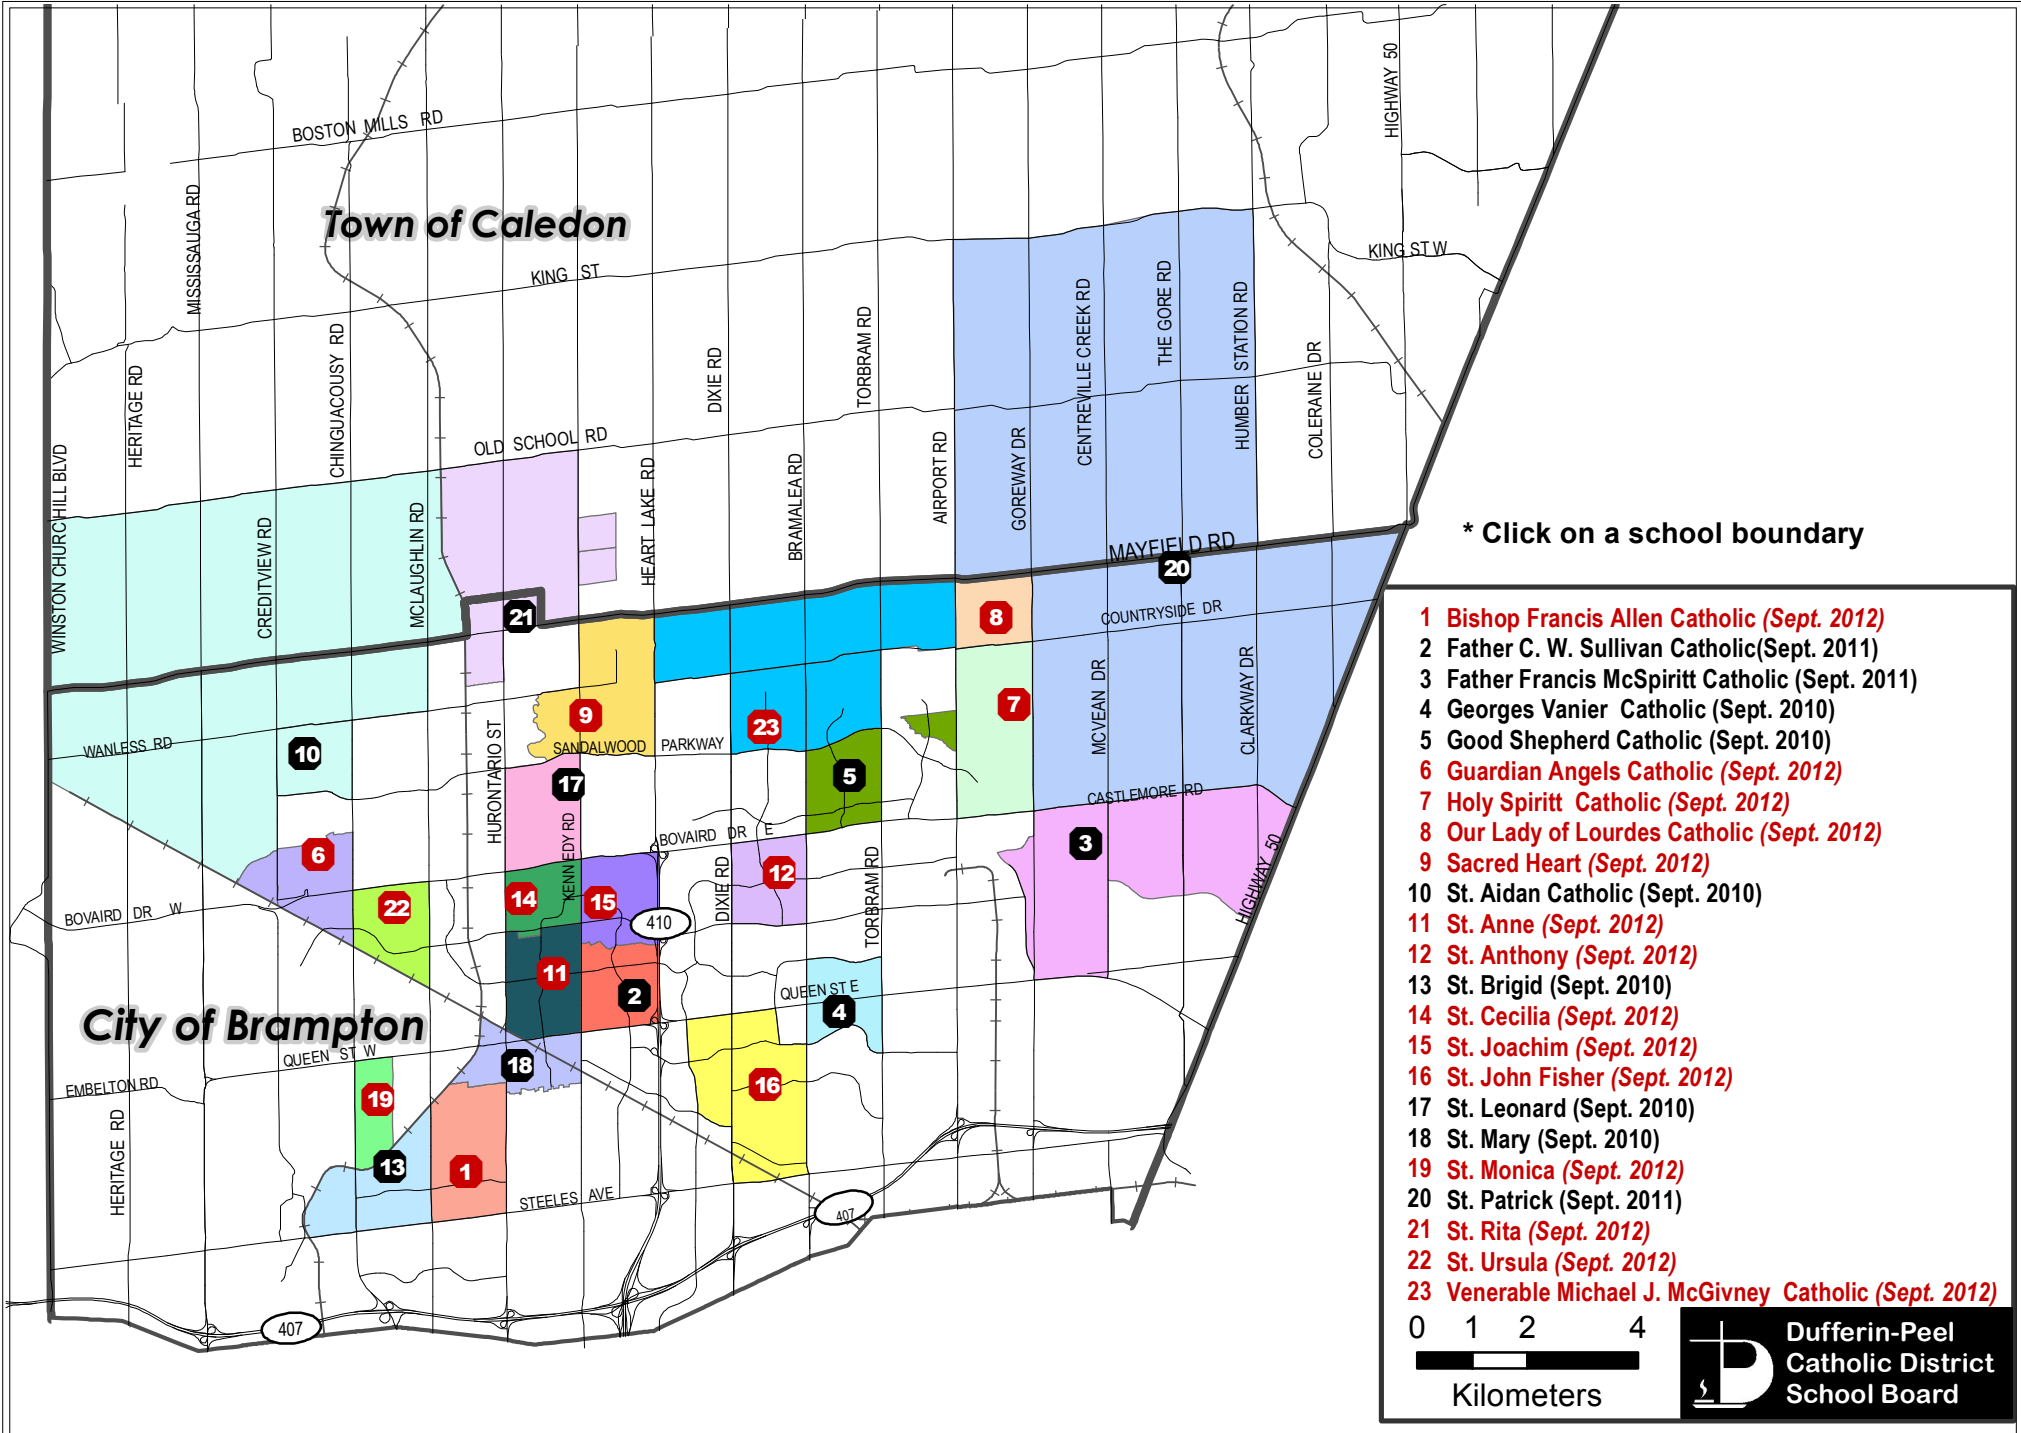 BOSTON MILLS RD
HIGHWAY 50
MISSISSAUGA RD
Town of Caledon
KING ST
KING ST W
CENTREVILLE CREEK RD
THE GORE RD
HUMBER STATION RD
COLERAINE DR
HERITAGE RD
CHINGUACOUSY RD
DIXIE RD
TORBRAM RD
OLD SCHOOL RD
WINSTON CHURCHILL BLVD
CREDITVIEW RD
MCLAUGHLIN RD
HEART LAKE RD
BRAMALEA RD
AIRPORT RD
GOREWAY DR
MAYFIELD RD
20
* Click on a school boundary
21
8
COUNTRYSIDE DR
7
9
23
MCVEAN DR
CLARKWAY DR
WANLESS RD
10
HURONTARIO ST
SANDALWOOD PARKWAY
17
5
CASTLEMORE RD
KENNEDY RD
BOVAIRD DR E
6
3
12
DIXIE RD
TORBRAM RD
HIGHWAY 50
BOVAIRD DR W
22
14
15
410
11
2
QUEEN ST E
4
City of Brampton
QUEEN ST W
18
EMBELTON RD
19
16
HERITAGE RD
13
1
STEELES AVE
407
407
1 Bishop Francis Allen Catholic (Sept. 2012)
2 Father C. W. Sullivan Catholic(Sept. 2011)
3 Father Francis McSpiritt Catholic (Sept. 2011)
4 Georges Vanier Catholic (Sept. 2010)
5 Good Shepherd Catholic (Sept. 2010)
6 Guardian Angels Catholic (Sept. 2012)
7 Holy Spiritt Catholic (Sept. 2012)
8 Our Lady of Lourdes Catholic (Sept. 2012)
9 Sacred Heart (Sept. 2012)
10 St. Aidan Catholic (Sept. 2010)
11 St. Anne (Sept. 2012)
12 St. Anthony (Sept. 2012)
13 St. Brigid (Sept. 2010)
14 St. Cecilia (Sept. 2012)
15 St. Joachim (Sept. 2012)
16 St. John Fisher (Sept. 2012)
17 St. Leonard (Sept. 2010)
18 St. Mary (Sept. 2010)
19 St. Monica (Sept. 2012)
20 St. Patrick (Sept. 2011)
21 St. Rita (Sept. 2012)
22 St. Ursula (Sept. 2012)
23 Venerable Michael J. McGivney Catholic (Sept. 2012)
0 1 2 4
Kilometers
Dufferin-Peel
Catholic District
School Board